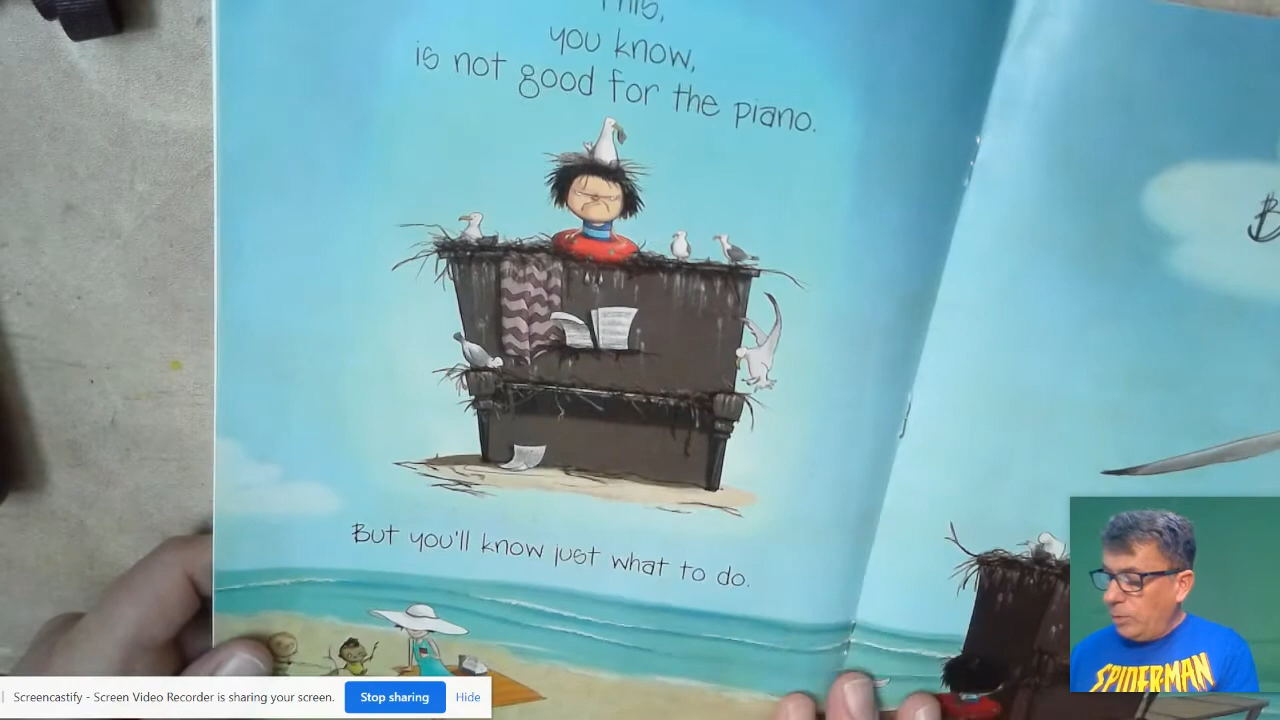 This,
you know,
is not good for the piano.
But you'll know just what to do.
SPIDERMAN
Screencastify - Screen Video Recorder is sharing your screen.
Stop sharing
Hide